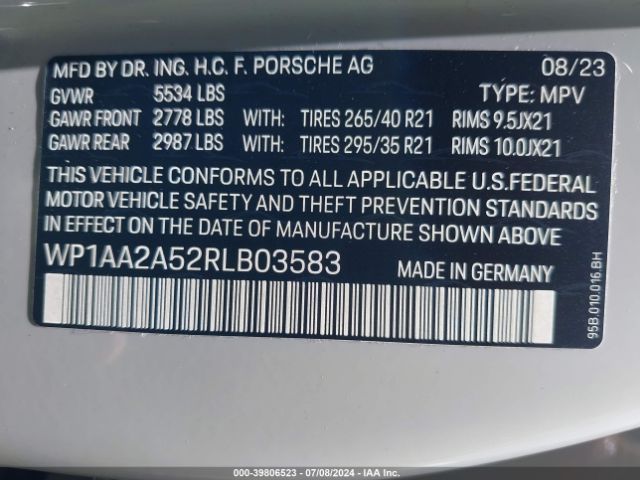 MFD BY DR. ING. H.C. F. PORSCHE AG 08/23
GVWR 5534 LBS TYPE: MPV
GAWR FRONT 2778 LBS WITH: TIRES 265/40 R21 RIMS 9.5JX21
GAWR REAR 2987 LBS WITH: TIRES 295/35 R21 RIMS 10.0JX21
THIS VEHICLE CONFORMS TO ALL APPLICABLE U.S. FEDERAL
MOTOR VEHICLE SAFETY AND THEFT PREVENTION STANDARDS
IN EFFECT ON THE DATE OF MANUFACTURE SHOWN ABOVE.
WP1AA2A52RLB03583 MADE IN GERMANY
95B.010.016.BH
00-39806523 | 07/08/2024 - © IAA Inc.